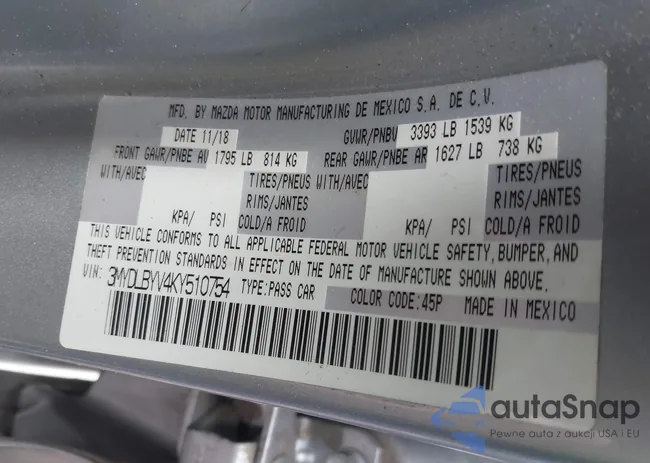 MFD. BY MAZDA MOTOR MANUFACTURING DE MEXICO S.A. DE C.V.
DATE 11/18 GVWR/PNBV 3393 LB 1539 KG
FRONT GAWR/PNBE AV 1795 LB 814 KG REAR GAWR/PNBE AR 1627 LB 738 KG
WITH/AVEC TIRES/PNEUS WITH/AVEC TIRES/PNEUS
RIMS/JANTES RIMS/JANTES
KPA/ PSI COLD/A FROID KPA/ PSI COLD/A FROID
THIS VEHICLE CONFORMS TO ALL APPLICABLE FEDERAL MOTOR VEHICLE SAFETY, BUMPER, AND
THEFT PREVENTION STANDARDS IN EFFECT ON THE DATE OF MANUFACTURE SHOWN ABOVE.
VIN: 3MYDLBYV4KY510754 TYPE:PASS CAR COLOR CODE:45P MADE IN MEXICO
autaSnap
Pewne auta z aukcji USA i EU